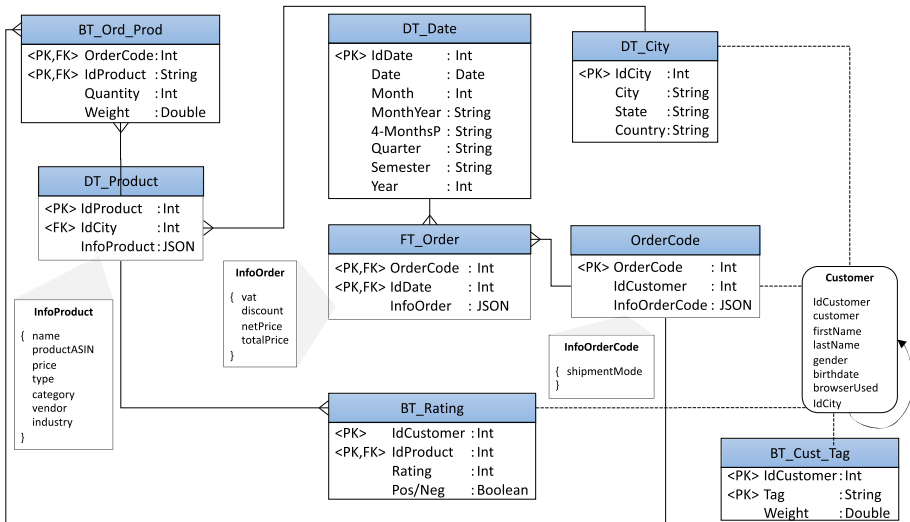 BT_Ord_Prod
<PK,FK> OrderCode: Int
<PK,FK> IdProduct : String
Quantity : Int
Weight : Double
DT_Date
<PK> IdDate : Int
Date : Date
Month : Int
MonthYear : String
4-MonthsP : String
Quarter : String
Semester : String
Year : Int
DT_City
<PK> IdCity : Int
City : String
State : String
Country: String
DT_Product
<PK> IdProduct : Int
<FK> IdCity : Int
InfoProduct: JSON
FT_Order
<PK,FK> OrderCode : Int
<PK,FK> IdDate : Int
InfoOrder : JSON
OrderCode
<PK> OrderCode : Int
IdCustomer : Int
InfoOrderCode : JSON
InfoOrder
{ vat
discount
netPrice
totalPrice
}
Customer
IdCustomer
customer
firstName
lastName
gender
birthdate
browserUsed
IdCity
InfoProduct
{ name
productASIN
price
type
category
vendor
industry
}
InfoOrderCode
{ shipmentMode
}
BT_Rating
<PK> IdCustomer : Int
<PK,FK> IdProduct : Int
Rating : Int
Pos/Neg : Boolean
BT_Cust_Tag
<PK> IdCustomer: Int
<PK> Tag : String
Weight : Double